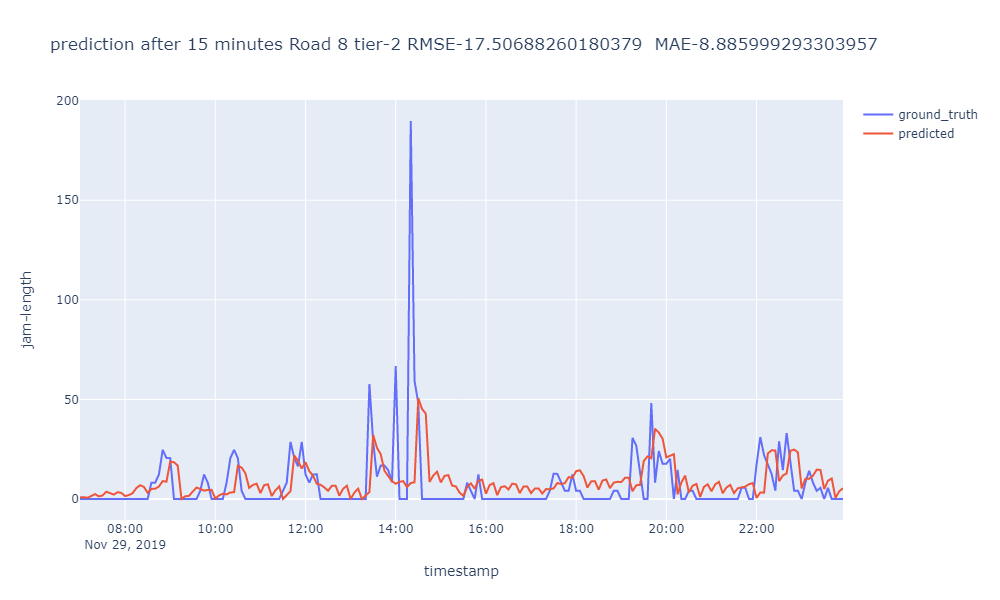 prediction after 15 minutes Road 8 tier-2 RMSE-17.50688260180379  MAE-8.885999293303957
200
150
100
50
0
jam-length
ground_truth
predicted
08:00 10:00 12:00 14:00 16:00 18:00 20:00 22:00
Nov 29, 2019
timestamp